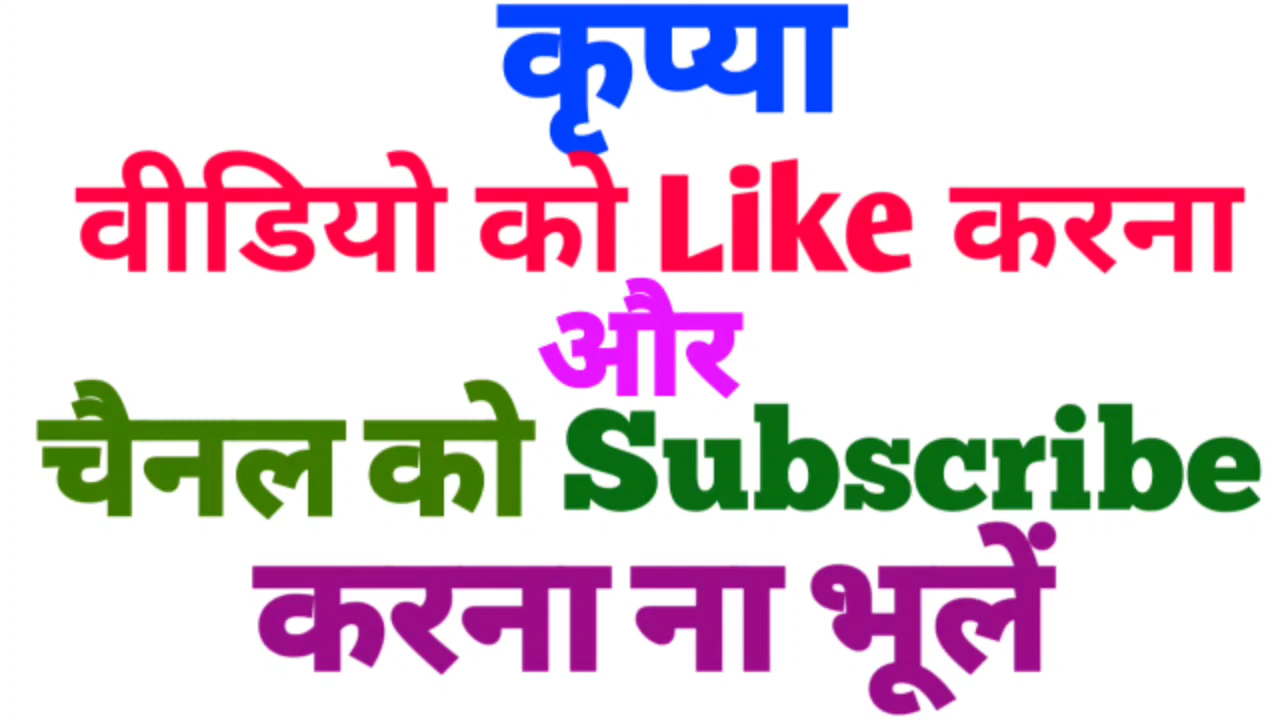 कृप्या
वीडियो को Like करना
और
चैनल को Subscribe
करना ना भूलें